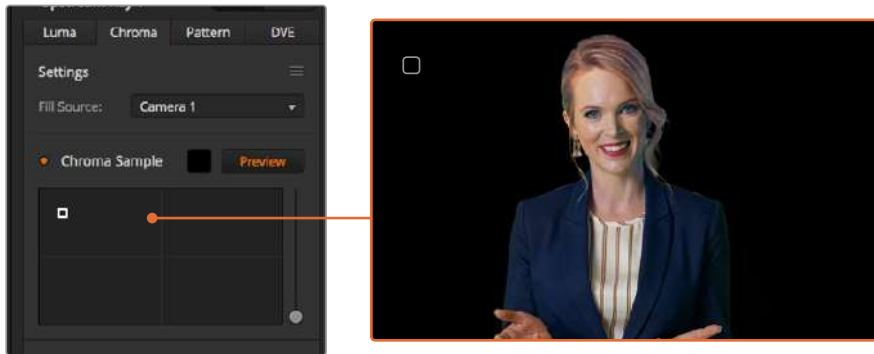 Luma Chroma Pattern DVE
Settings
Fill Source: Camera 1
Chroma Sample Preview